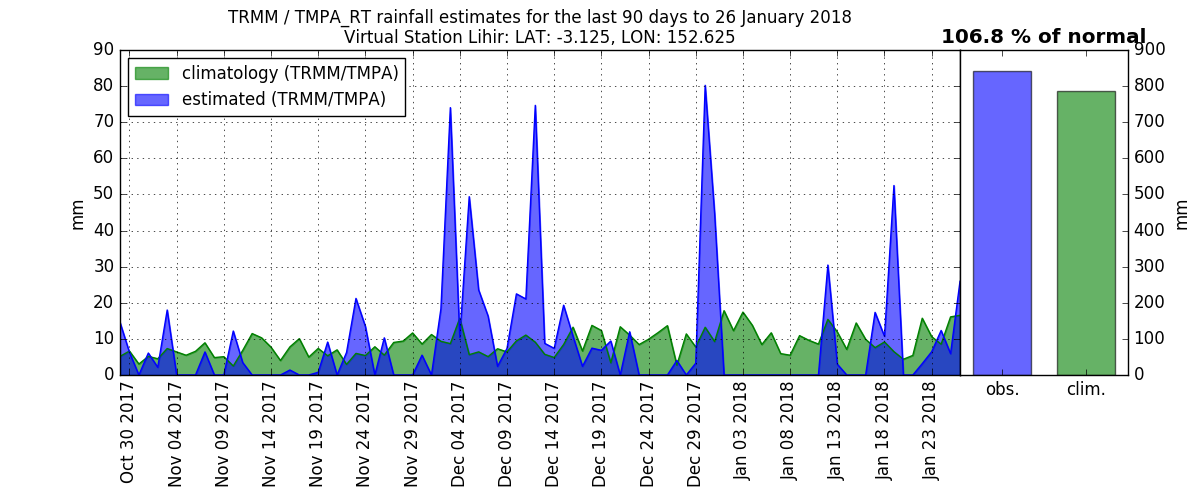 TRMM / TMPA_RT rainfall estimates for the last 90 days to 26 January 2018
Virtual Station Lihir: LAT: -3.125, LON: 152.625
106.8 % of normal
climatology (TRMM/TMPA)
estimated (TRMM/TMPA)
mm
90
80
70
60
50
40
30
20
10
0
Oct 30 2017
Nov 04 2017
Nov 09 2017
Nov 14 2017
Nov 19 2017
Nov 24 2017
Nov 29 2017
Dec 04 2017
Dec 09 2017
Dec 14 2017
Dec 19 2017
Dec 24 2017
Dec 29 2017
Jan 03 2018
Jan 08 2018
Jan 13 2018
Jan 18 2018
Jan 23 2018
obs.
clim.
900
800
700
600
500
400
300
200
100
0
mm